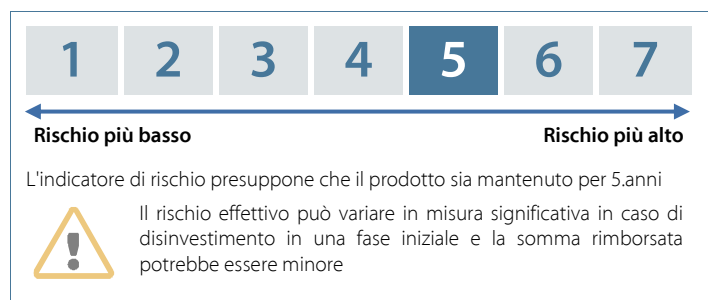 1 2 3 4 5 6 7
Rischio più basso Rischio più alto
L'indicatore di rischio presuppone che il prodotto sia mantenuto per 5.anni
Il rischio effettivo può variare in misura significativa in caso di
disinvestimento in una fase iniziale e la somma rimborsata
potrebbe essere minore